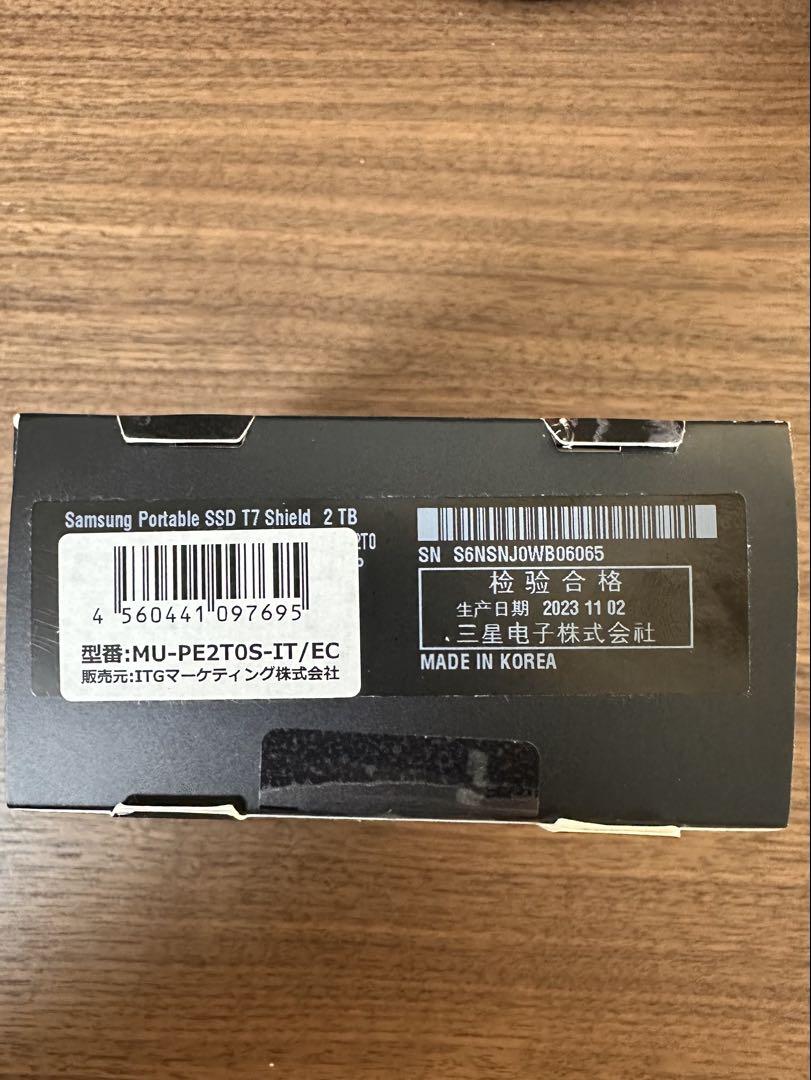 Samsung Portable SSD T7 Shield 2 TB
2T0
4 560441 097695
型番:MU-PE2T0S-IT/EC
販売元:ITGマーケティング株式会社
SN S6NSNJ0WB06065
检验合格
生产日期 2023 11 02
三星电子株式会社
MADE IN KOREA